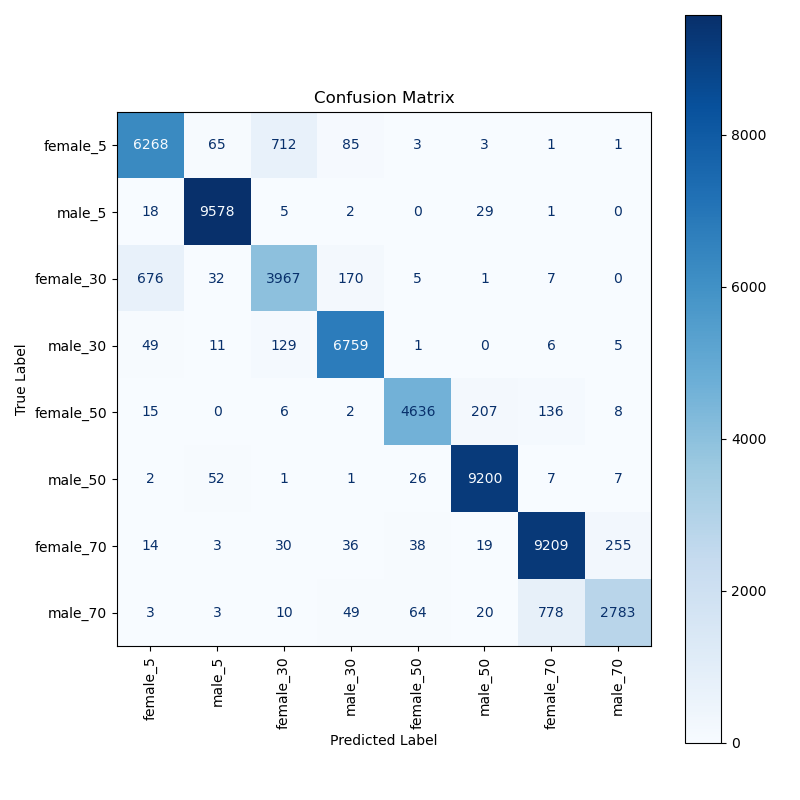 Confusion Matrix
female_5 6268 65 712 85 3 3 1 1
male_5 18 9578 5 2 0 29 1 0
female_30 676 32 3967 170 5 1 7 0
male_30 49 11 129 6759 1 0 6 5
female_50 15 0 6 2 4636 207 136 8
male_50 2 52 1 1 26 9200 7 7
female_70 14 3 30 36 38 19 9209 255
male_70 3 3 10 49 64 20 778 2783
female_5 male_5 female_30 male_30 female_50 male_50 female_70 male_70
Predicted Label
True Label
8000
6000
4000
2000
0